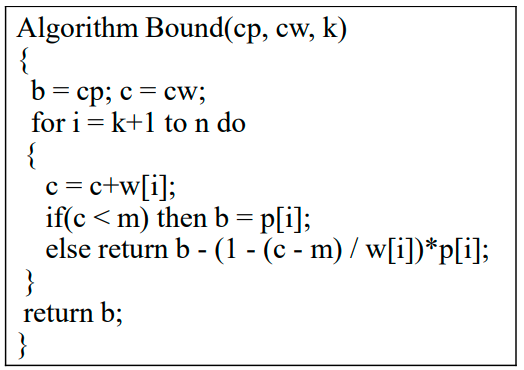 Algorithm Bound(cp, cw, k)
{
b = cp; c = cw;
for i = k+1 to n do
{
c = c+w[i];
if(c < m) then b = p[i];
else return b - (1 - (c - m) / w[i])*p[i];
}
return b;
}